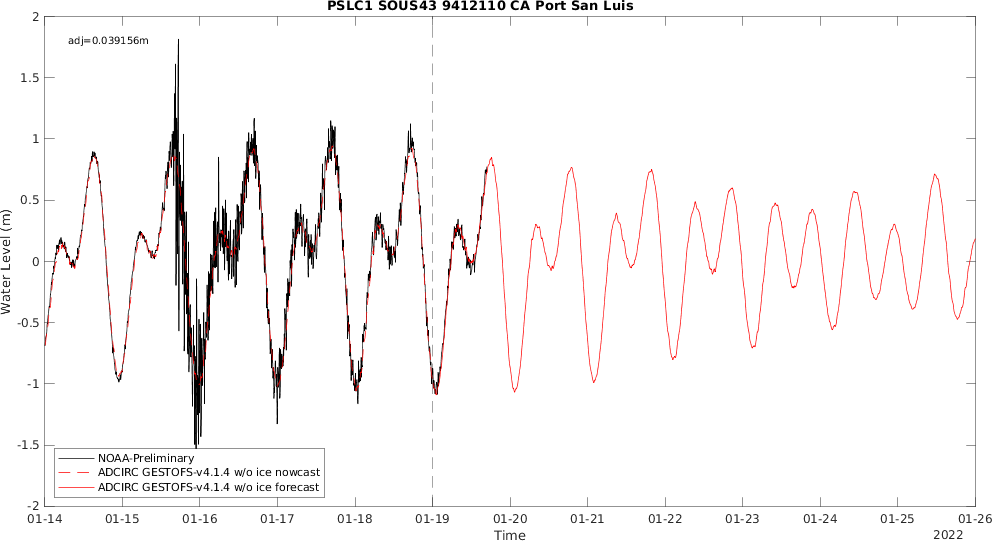 PSLC1 SOUS43 9412110 CA Port San Luis
adj=0.039156m
2
1.5
1
0.5
0
-0.5
-1
-1.5
-2
Water Level (m)
NOAA-Preliminary
ADCIRC GESTOFS-v4.1.4 w/o ice nowcast
ADCIRC GESTOFS-v4.1.4 w/o ice forecast
01-14 01-15 01-16 01-17 01-18 01-19 01-20 01-21 01-22 01-23 01-24 01-25 01-26
Time
2022